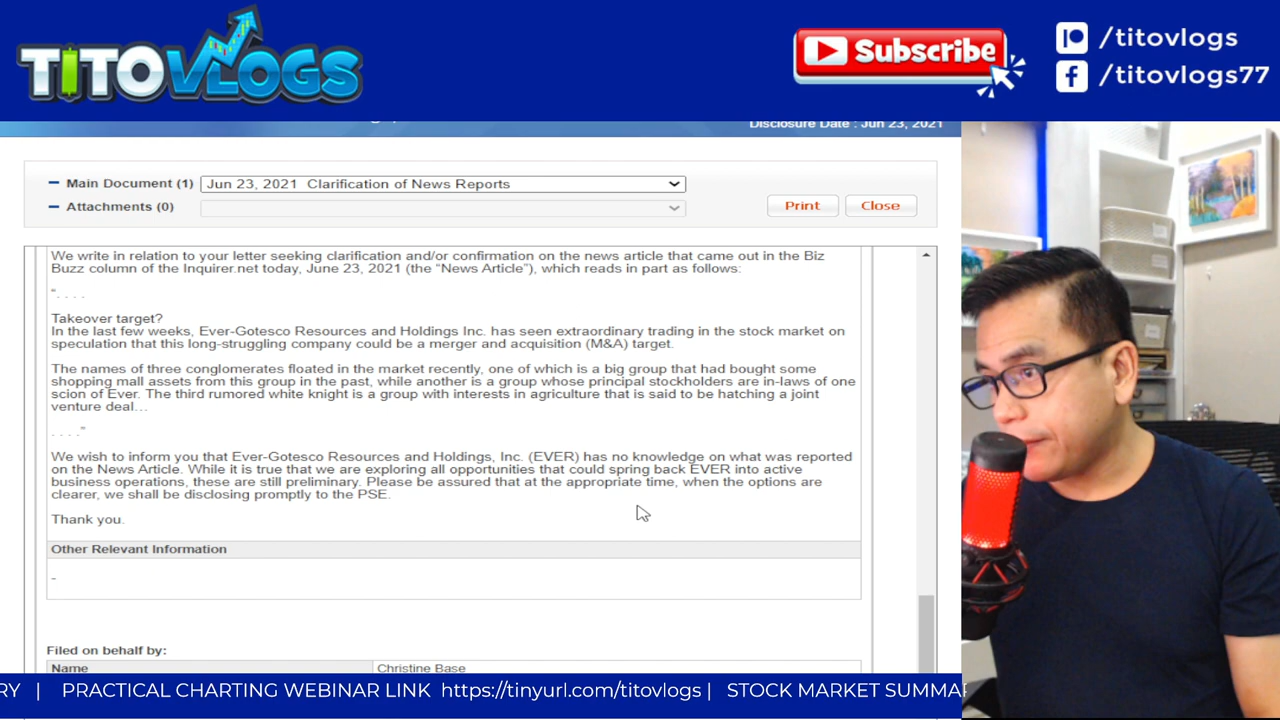 TITOVLOGS
Subscribe
/titovlogs
/titovlogs77
Disclosure Date : Jun 23, 2021
Main Document (1) Jun 23, 2021 Clarification of News Reports
Attachments (0)
Print Close
We write in relation to your letter seeking clarification and/or confirmation on the news article that came out in the Biz
Buzz column of the Inquirer.net today, June 23, 2021 (the “News Article”), which reads in part as follows:
“. . . .
Takeover target?
In the last few weeks, Ever-Gotesco Resources and Holdings Inc. has seen extraordinary trading in the stock market on
speculation that this long-struggling company could be a merger and acquisition (M&A) target.
The names of three conglomerates floated in the market recently, one of which is a big group that had bought some
shopping mall assets from this group in the past, while another is a group whose principal stockholders are in-laws of one
scion of Ever. The third rumored white knight is a group with interests in agriculture that is said to be hatching a joint
venture deal…
. . . .”
We wish to inform you that Ever-Gotesco Resources and Holdings, Inc. (EVER) has no knowledge on what was reported
on the News Article. While it is true that we are exploring all opportunities that could spring back EVER into active
business operations, these are still preliminary. Please be assured that at the appropriate time, when the options are
clearer, we shall be disclosing promptly to the PSE.
Thank you.
Other Relevant Information
-
Filed on behalf by:
Name Christine Base
RY | PRACTICAL CHARTING WEBINAR LINK https://tinyurl.com/titovlogs | STOCK MARKET SUMMAR